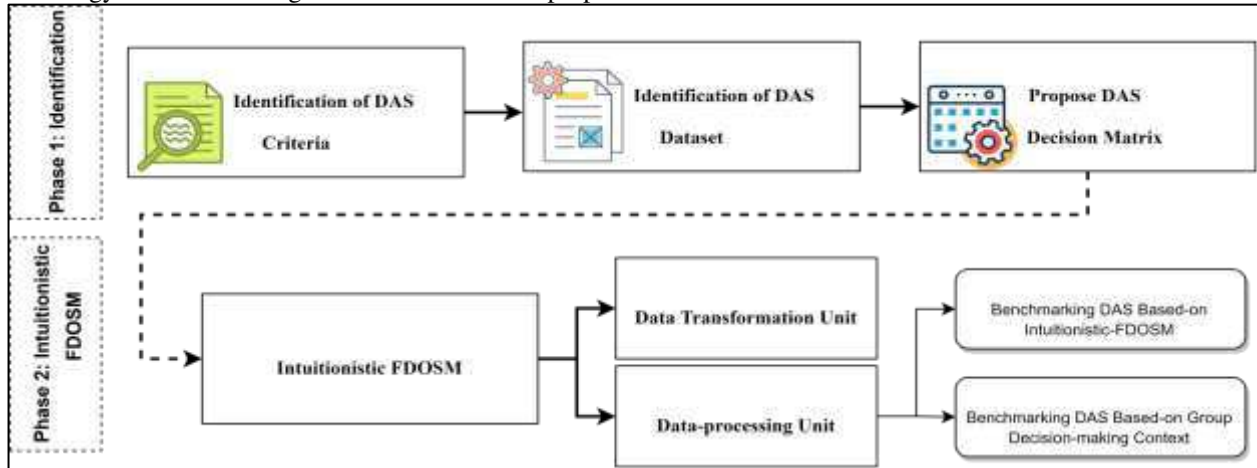 Phase 1: Identification
Identification of DAS
Criteria
Identification of DAS
Dataset
Propose DAS
Decision Matrix
Phase 2: Intuitionistic
FDOSM
Intuitionistic FDOSM
Data Transformation Unit
Data-processing Unit
Benchmarking DAS Based-on
Intuitionistic-FDOSM
Benchmarking DAS Based-on Group
Decision-making Context